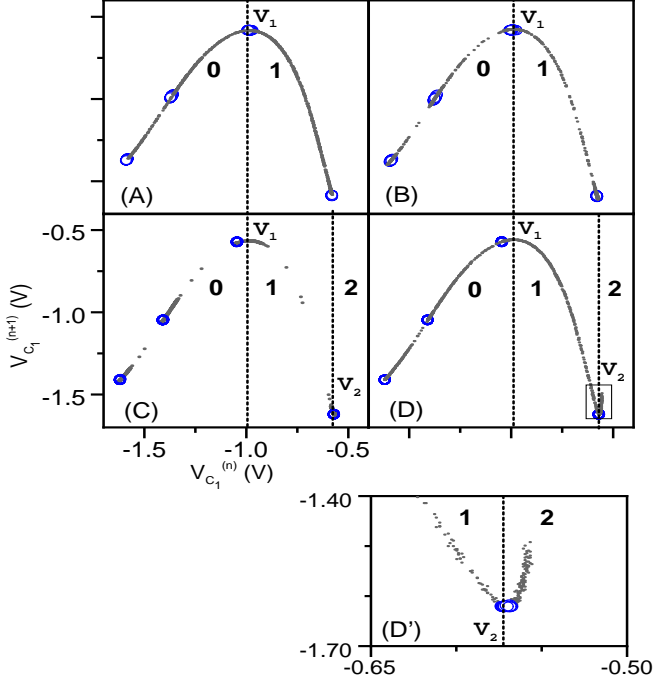 v1 v1
0 1 0 1
(A) (B)
-0.5 v1 v1
0 1 2 0 1 2
-1.0
v2 v2
-1.5
(C) (D)
VC1(n+1) (V)
-1.5 -1.0 -0.5
VC1(n) (V)
-1.40
1 2
(D')
v2
-1.70
-0.65 -0.50